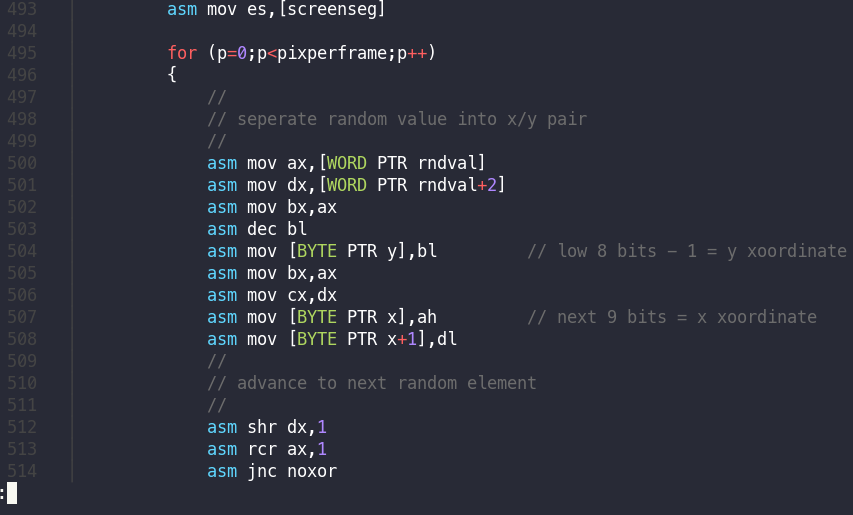 493 asm mov es,[screenseg]
494
495 for (p=0;p<pixperframe;p++)
496 {
497 //
498 // seperate random value into x/y pair
499 //
500 asm mov ax,[WORD PTR rndval]
501 asm mov dx,[WORD PTR rndval+2]
502 asm mov bx,ax
503 asm dec bl
504 asm mov [BYTE PTR y],bl // low 8 bits - 1 = y xoordinate
505 asm mov bx,ax
506 asm mov cx,dx
507 asm mov [BYTE PTR x],ah // next 9 bits = x xoordinate
508 asm mov [BYTE PTR x+1],dl
509 //
510 // advance to next random element
511 //
512 asm shr dx,1
513 asm rcr ax,1
514 asm jnc noxor
: